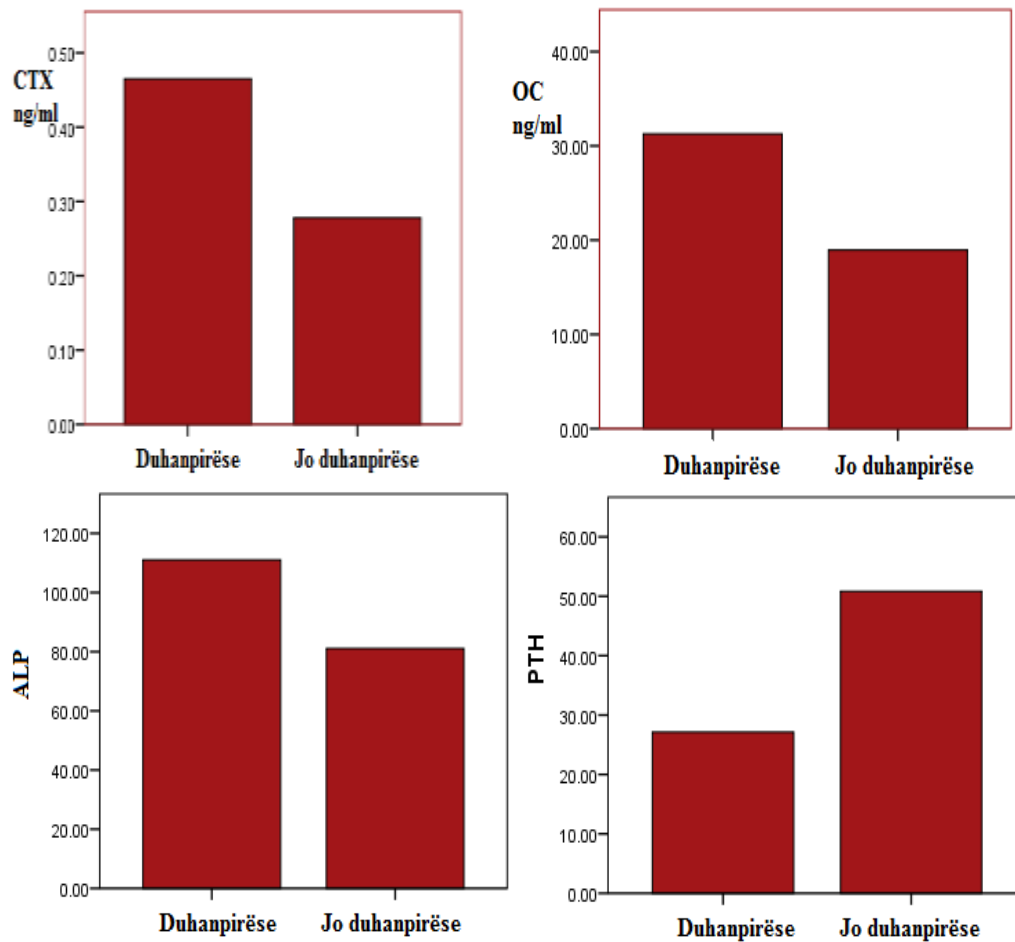 CTX
ng/ml
0.50
0.40
0.30
0.20
0.10
0.00
Duhanpirëse
Jo duhanpirëse
OC
ng/ml
40.00
30.00
20.00
10.00
0.00
Duhanpirëse
Jo duhanpirëse
ALP
120.00
100.00
80.00
60.00
40.00
20.00
0.00
Duhanpirëse
Jo duhanpirëse
PTH
60.00
50.00
40.00
30.00
20.00
10.00
0.00
Duhanpirëse
Jo duhanpirëse